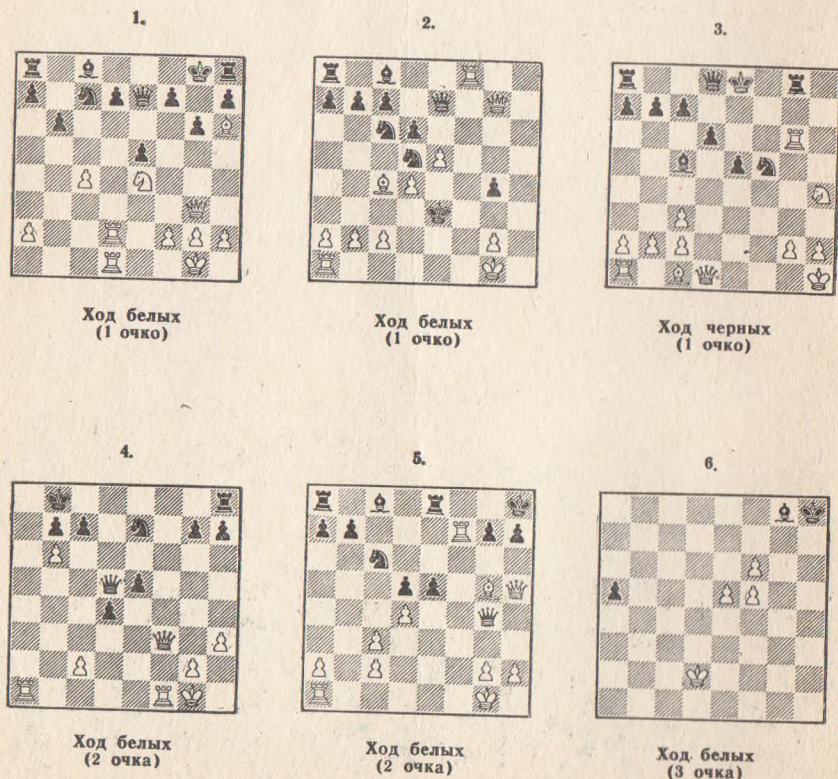 1.
2.
3.
Ход белых
(1 очко)
Ход белых
(1 очко)
Ход черных
(1 очко)
4.
5.
6.
Ход белых
(2 очка)
Ход белых
(2 очка)
Ход белых
(3 очка)